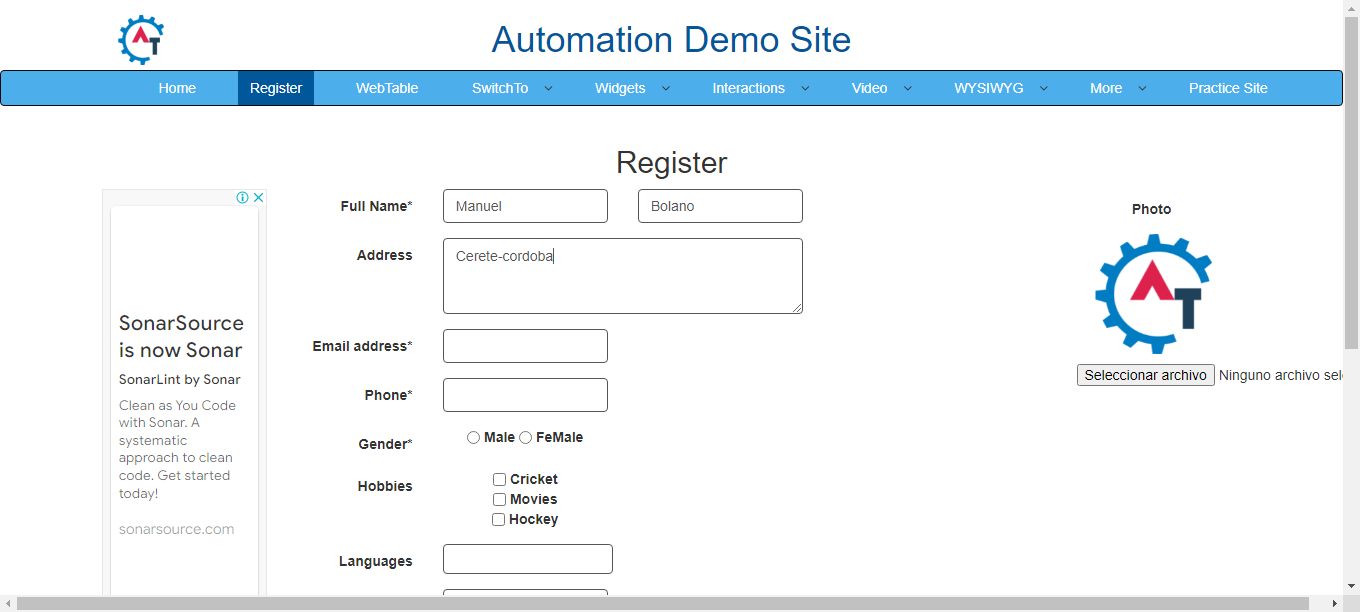 Automation Demo Site
Home Register WebTable SwitchTo Widgets Interactions Video WYSIWYG More Practice Site
Register
Full Name* Manuel Bolano
Address Cerete-cordoba
Email address*
Phone*
Gender* Male FeMale
Hobbies Cricket
Movies
Hockey
Languages
Photo
AT
Seleccionar archivo Ninguno archivo sel
SonarSource
is now Sonar
SonarLint by Sonar
Clean as You Code
with Sonar. A
systematic
approach to clean
code. Get started
today!
sonarsource.com